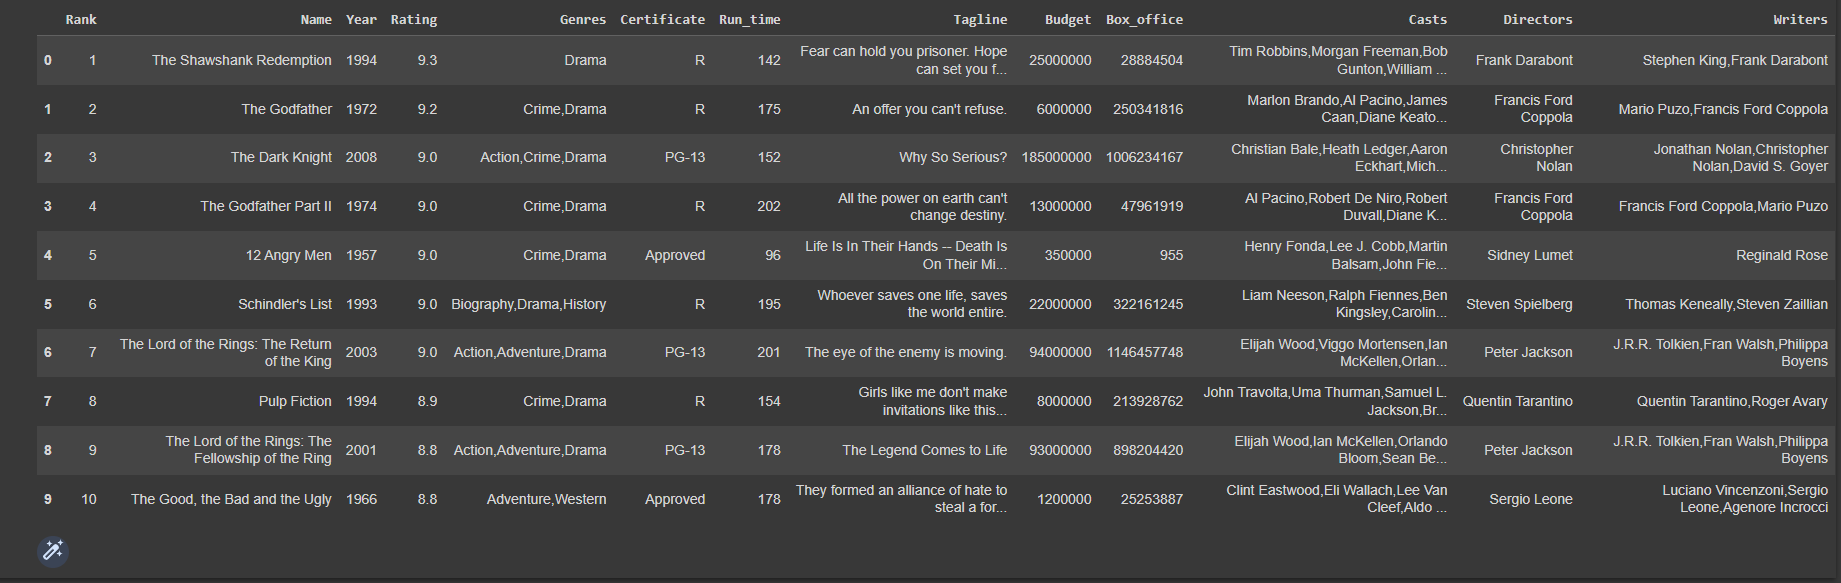 Rank Name Year Rating Genres Certificate Run_time Tagline Budget Box_office Casts Directors Writers
0 1 The Shawshank Redemption 1994 9.3 Drama R 142 Fear can hold you prisoner. Hope can set you f... 25000000 28884504 Tim Robbins,Morgan Freeman,Bob Gunton,William ... Frank Darabont Stephen King,Frank Darabont
1 2 The Godfather 1972 9.2 Crime,Drama R 175 An offer you can't refuse. 6000000 250341816 Marlon Brando,Al Pacino,James Caan,Diane Keato... Francis Ford Coppola Mario Puzo,Francis Ford Coppola
2 3 The Dark Knight 2008 9.0 Action,Crime,Drama PG-13 152 Why So Serious? 185000000 1006234167 Christian Bale,Heath Ledger,Aaron Eckhart,Mich... Christopher Nolan Jonathan Nolan,Christopher Nolan,David S. Goyer
3 4 The Godfather Part II 1974 9.0 Crime,Drama R 202 All the power on earth can't change destiny. 13000000 47961919 Al Pacino,Robert De Niro,Robert Duvall,Diane K... Francis Ford Coppola Francis Ford Coppola,Mario Puzo
4 5 12 Angry Men 1957 9.0 Crime,Drama Approved 96 Life Is In Their Hands -- Death Is On Their Mi... 350000 955 Henry Fonda,Lee J. Cobb,Martin Balsam,John Fie... Sidney Lumet Reginald Rose
5 6 Schindler's List 1993 9.0 Biography,Drama,History R 195 Whoever saves one life, saves the world entire. 22000000 322161245 Liam Neeson,Ralph Fiennes,Ben Kingsley,Carolin... Steven Spielberg Thomas Keneally,Steven Zaillian
6 7 The Lord of the Rings: The Return of the King 2003 9.0 Action,Adventure,Drama PG-13 201 The eye of the enemy is moving. 94000000 1146457748 Elijah Wood,Viggo Mortensen,Ian McKellen,Orlan... Peter Jackson J.R.R. Tolkien,Fran Walsh,Philippa Boyens
7 8 Pulp Fiction 1994 8.9 Crime,Drama R 154 Girls like me don't make invitations like this... 8000000 213928762 John Travolta,Uma Thurman,Samuel L. Jackson,Br... Quentin Tarantino Quentin Tarantino,Roger Avary
8 9 The Lord of the Rings: The Fellowship of the Ring 2001 8.8 Action,Adventure,Drama PG-13 178 The Legend Comes to Life 93000000 898204420 Elijah Wood,Ian McKellen,Orlando Bloom,Sean Be... Peter Jackson J.R.R. Tolkien,Fran Walsh,Philippa Boyens
9 10 The Good, the Bad and the Ugly 1966 8.8 Adventure,Western Approved 178 They formed an alliance of hate to steal a for... 1200000 25253887 Clint Eastwood,Eli Wallach,Lee Van Cleef,Aldo ... Sergio Leone Luciano Vincenzoni,Sergio Leone,Agenore Incrocci